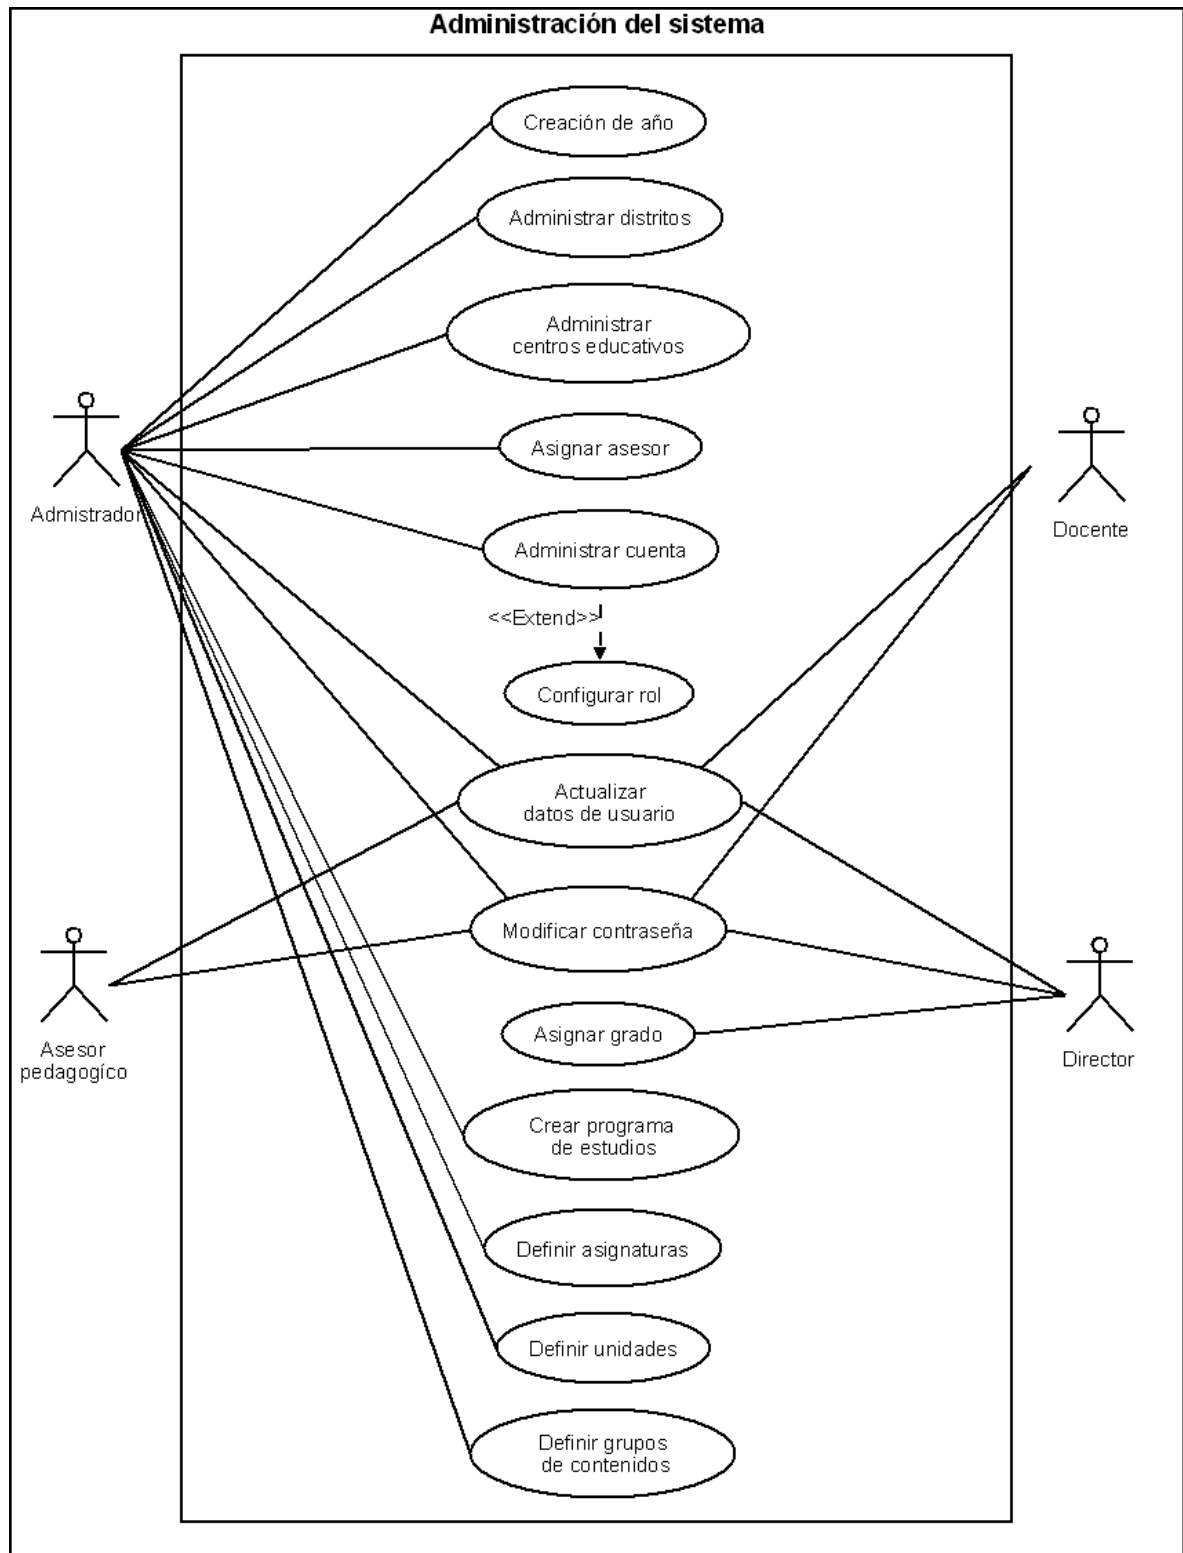 Administración del sistema
Creación de año
Administrar distritos
Administrar
centros educativos
Asignar asesor
Admistrador
Docente
Administrar cuenta
<<Extend>>
Configurar rol
Actualizar
datos de usuario
Modificar contraseña
Asignar grado
Asesor
pedagogíco
Director
Crear programa
de estudios
Definir asignaturas
Definir unidades
Definir grupos
de contenidos